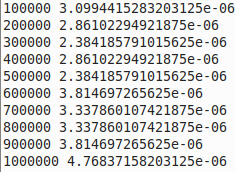 100000 3.0994415283203125e-06
200000 2.86102294921875e-06
300000 2.384185791015625e-06
400000 2.86102294921875e-06
500000 2.384185791015625e-06
600000 3.814697265625e-06
700000 3.337860107421875e-06
800000 3.337860107421875e-06
900000 3.814697265625e-06
1000000 4.76837158203125e-06